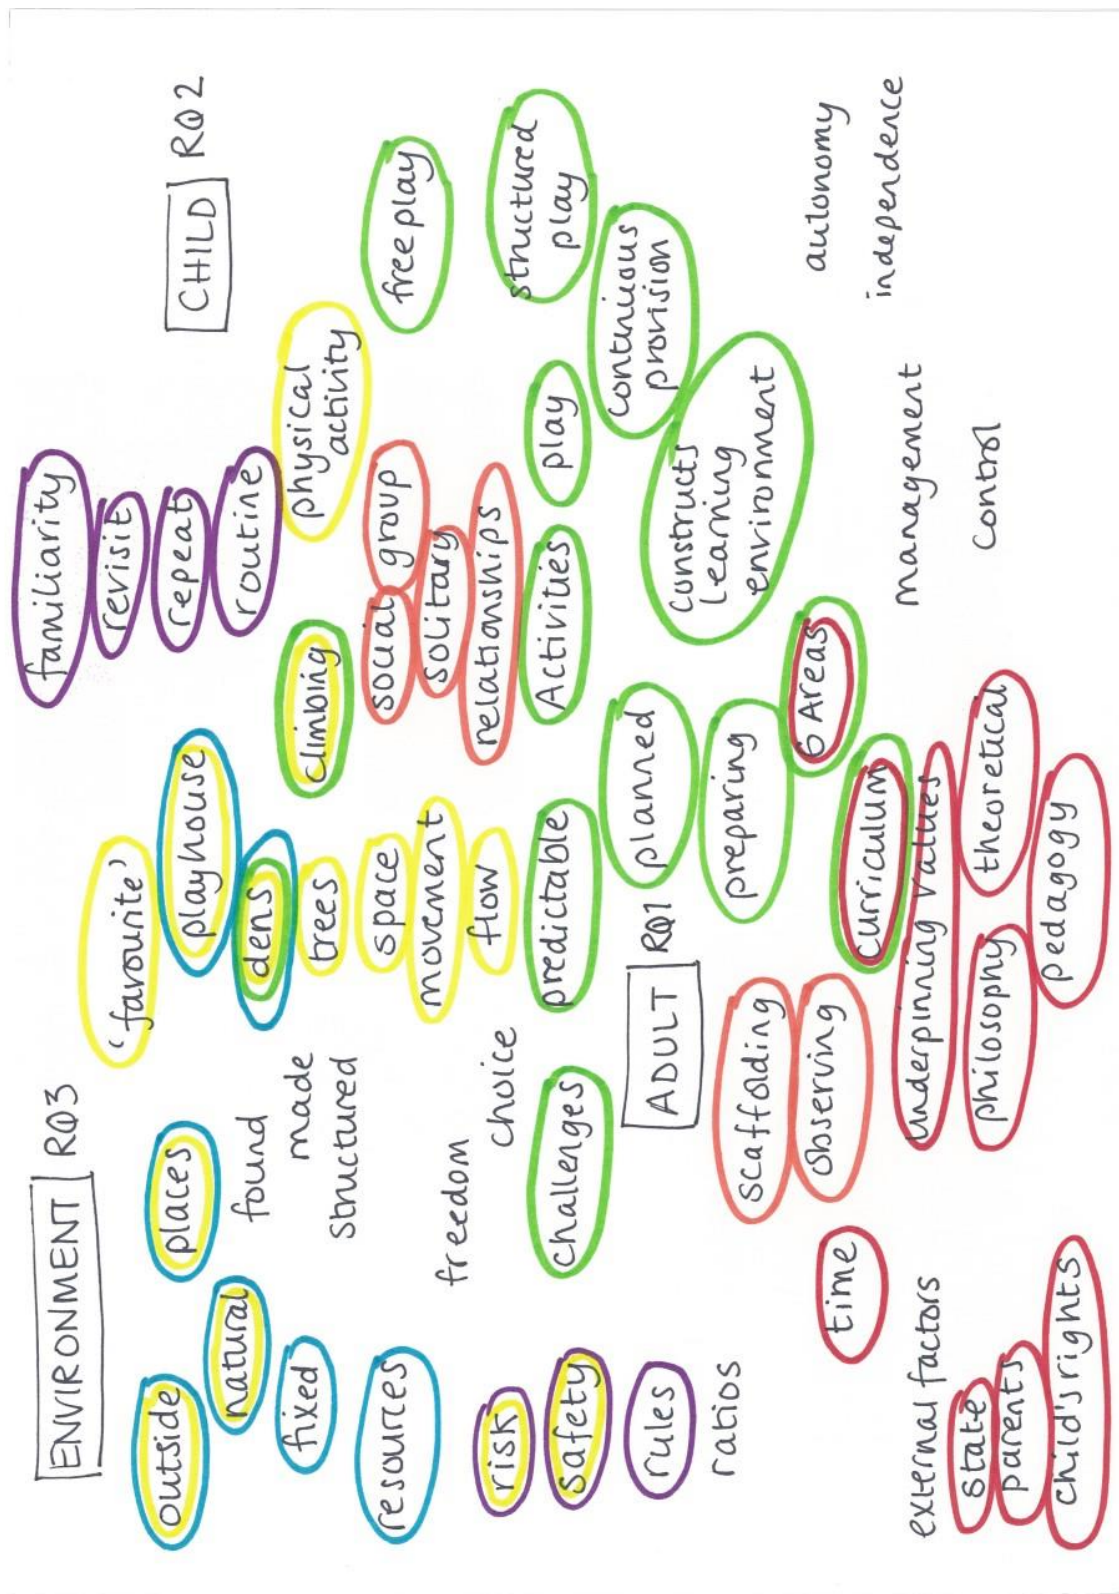 ENVIRONMENT RQ3
outside
places
natural
found
fixed
made
structured
resources
freedom
choice
risk
safety
rules
ratios
challenges
'favourite'
playhouse
dens
trees
space
movement
flow
predictable
familiarity
revisit
repeat
routine
CHILD RQ2
physical
activity
climbing
social group
solitary
relationships
Activities
play
free play
structured
play
continuous
provision
constructs
learning
environment
ADULT RQ1
planned
preparing
6 Areas
scaffolding
observing
curriculum
underpinning values
philosophy
theoretical
pedagogy
time
external factors
state
parents
child's rights
autonomy
independence
management
control